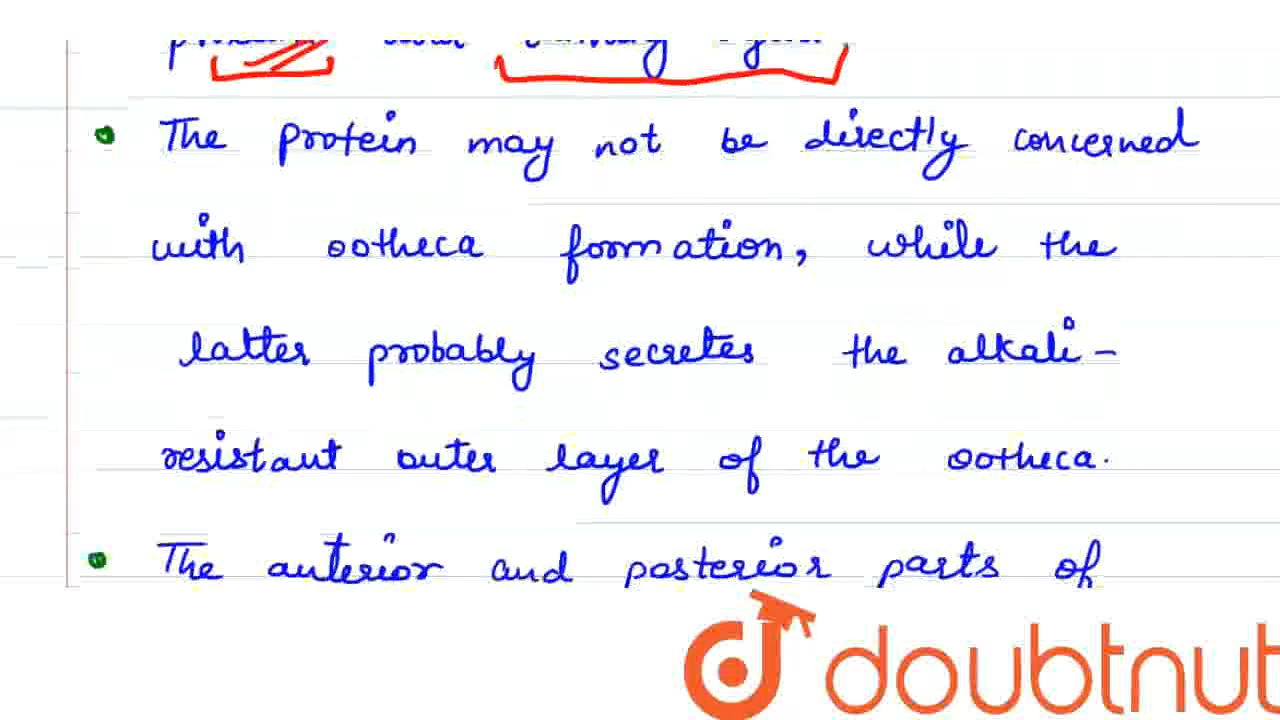 • The protein may not be directly concerned
with ootheca formation, while the
latter probably secretes the alkali-
resistant outer layer of the ootheca.
• The anterior and posterior parts of
doubtnut